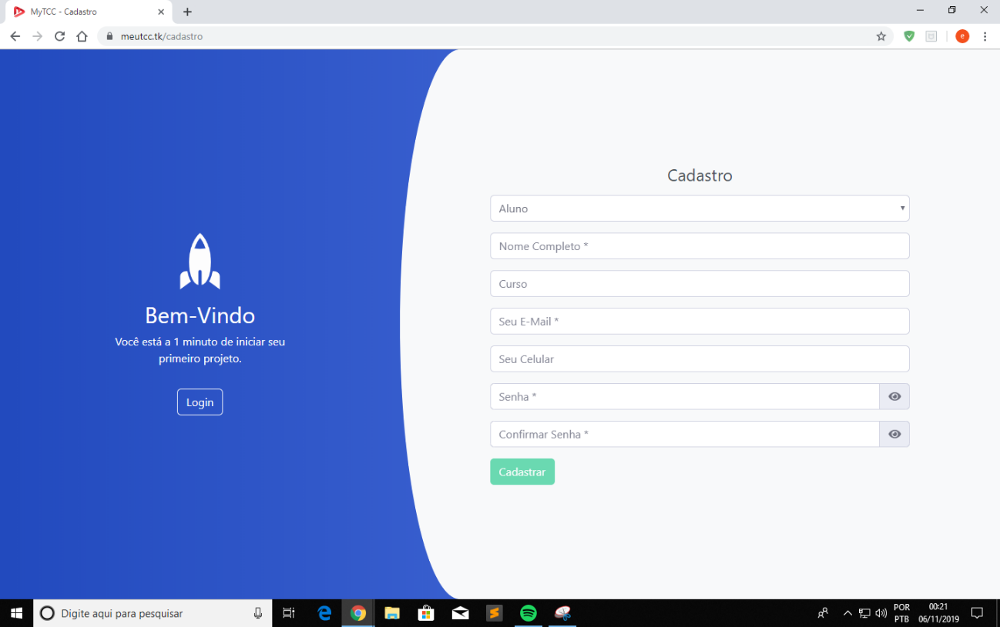 MyTCC - Cadastro
meutcc.tk/cadastro
e
Bem-Vindo
Você está a 1 minuto de iniciar seu
primeiro projeto.
Login
Cadastro
Aluno
Nome Completo *
Curso
Seu E-Mail *
Seu Celular
Senha *
Confirmar Senha *
Cadastrar
Digite aqui para pesquisar
POR
PTB
00:21
06/11/2019